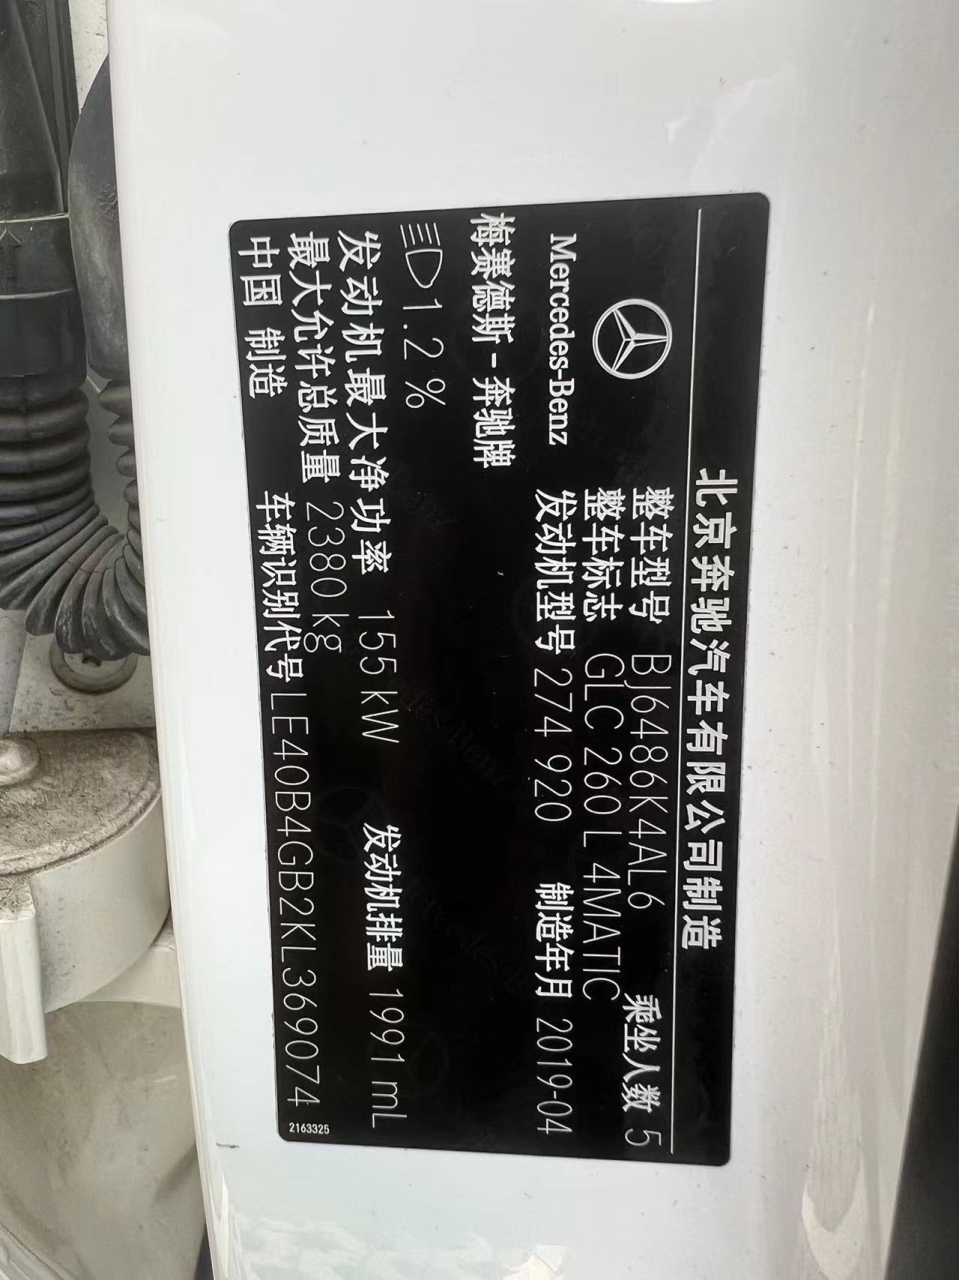 北京奔驰汽车有限公司制造
整车型号 BJ6486K4AL6 乘坐人数 5
整车标志 GLC 260 L 4MATIC
Mercedes-Benz
发动机型号 274 920 制造年月 2019-04
梅赛德斯-奔驰牌
1.2 %
发动机最大净功率 155 kW 发动机排量 1991 mL
最大允许总质量 2380 kg
中国 制造 车辆识别代号 LE40B4GB2KL369074
2163325